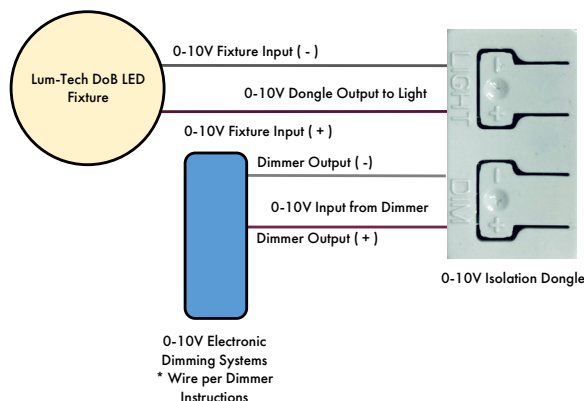 0-10V Fixture Input ( - )
Lum-Tech DoB LED
Fixture
0-10V Dongle Output to Light
0-10V Fixture Input ( + )
Dimmer Output ( - )
0-10V Input from Dimmer
Dimmer Output ( + )
LIGHT
-
+
DIM
-
+
0-10V Isolation Dongle
0-10V Electronic
Dimming Systems
* Wire per Dimmer
Instructions